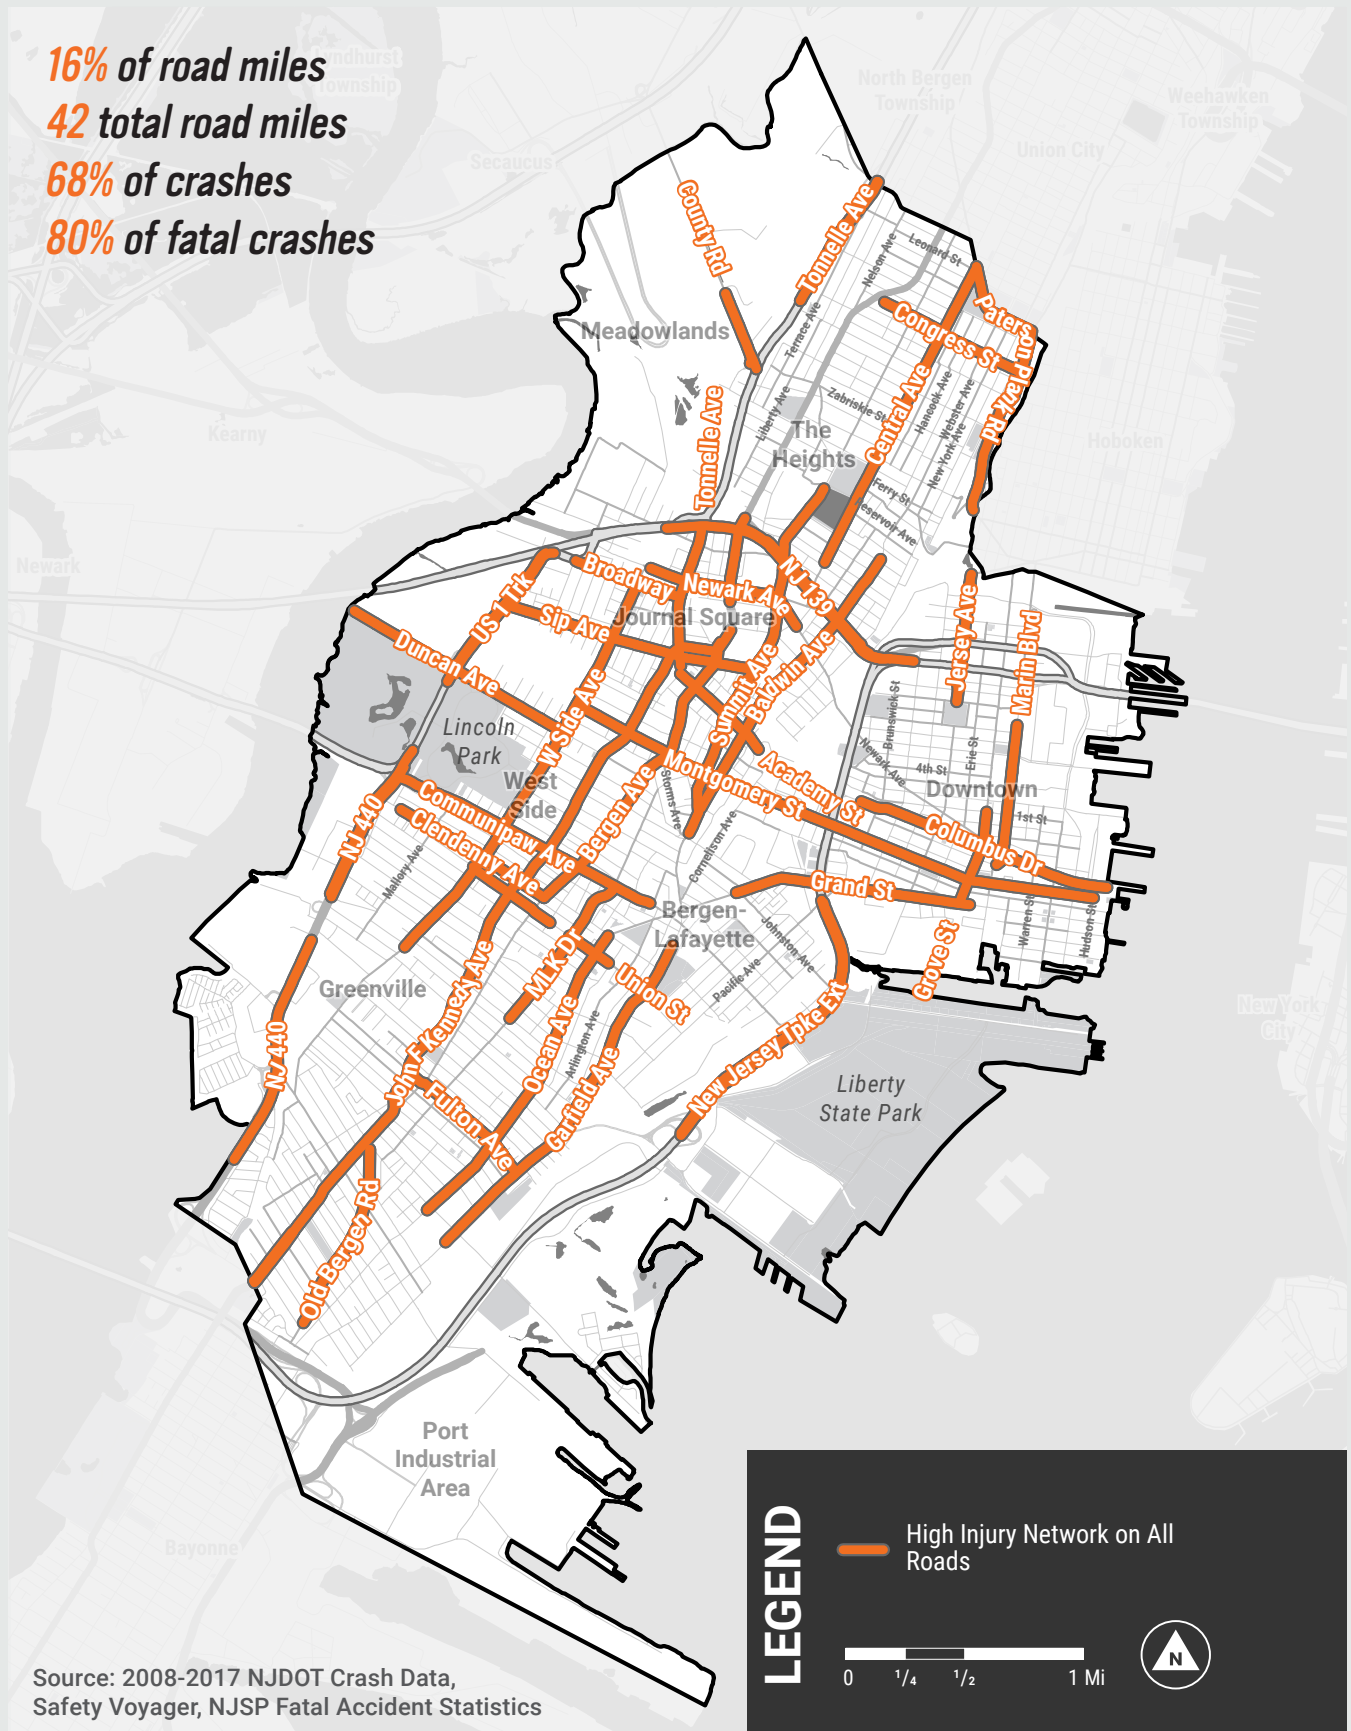 16% of road miles
42 total road miles
68% of crashes
80% of fatal crashes
Lyndhurst
Township
North Bergen
Township
Weehawken
Township
Union City
Secaucus
County Rd
Tonnelle Ave
Nelson Ave
Leonard St
Paterson Plank Rd
Congress St
Terrace Ave
Meadowlands
Central Ave
Hancock Ave
Webster Ave
New York Ave
Zabriskie St
Liberty Ave
Tonnelle Ave
The
Heights
Kearny
Hoboken
Ferry St
Reservoir Ave
Newark
NJ 139
Broadway
Newark Ave
US 1 Trk
Journal Square
Sip Ave
Jersey Ave
Marin Blvd
Duncan Ave
Summit Ave
Baldwin Ave
W Side Ave
Brunswick St
Erie St
Lincoln
Park
Newark Ave
4th St
Academy St
Montgomery St
West
Side
Downtown
1st St
Storms Ave
Bergen Ave
Communipaw Ave
Clendenny Ave
NJ 440
Columbus Dr
Cornelison Ave
Mallory Ave
Grand St
Bergen-
Lafayette
Johnston Ave
Warren St
Hudson St
Grove St
MLK Dr
Pacific Ave
Union St
Greenville
John F Kennedy Ave
New Jersey Tpke Ext
New York
City
NJ 440
Ocean Ave
Arlington Ave
Garfield Ave
Fulton Ave
Liberty
State Park
Old Bergen Rd
Port
Industrial
Area
Bayonne
LEGEND
High Injury Network on All
Roads
0 1/4 1/2 1 Mi
N
Source: 2008-2017 NJDOT Crash Data,
Safety Voyager, NJSP Fatal Accident Statistics